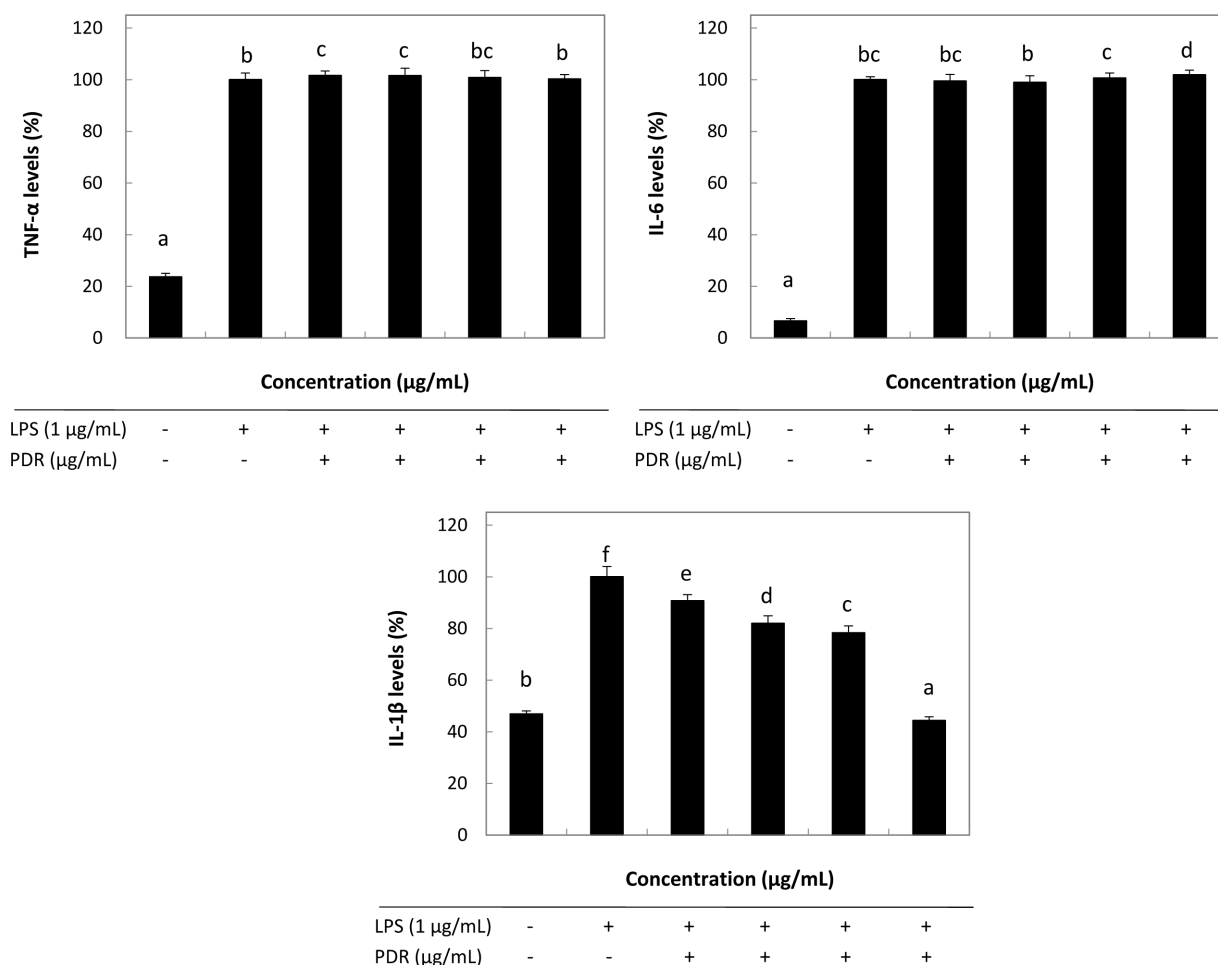 120
100
80
60
40
20
0
TNF-α levels (%)
a
b
c
c
bc
b
Concentration (µg/mL)
LPS (1 µg/mL) - + + + + +
PDR (µg/mL) - - + + + +
120
100
80
60
40
20
0
IL-6 levels (%)
a
bc
bc
b
c
d
Concentration (µg/mL)
LPS (1 µg/mL) - + + + + +
PDR (µg/mL) - - + + + +
120
100
80
60
40
20
0
IL-1β levels (%)
b
f
e
d
c
a
Concentration (µg/mL)
LPS (1 µg/mL) - + + + + +
PDR (µg/mL) - - + + + +